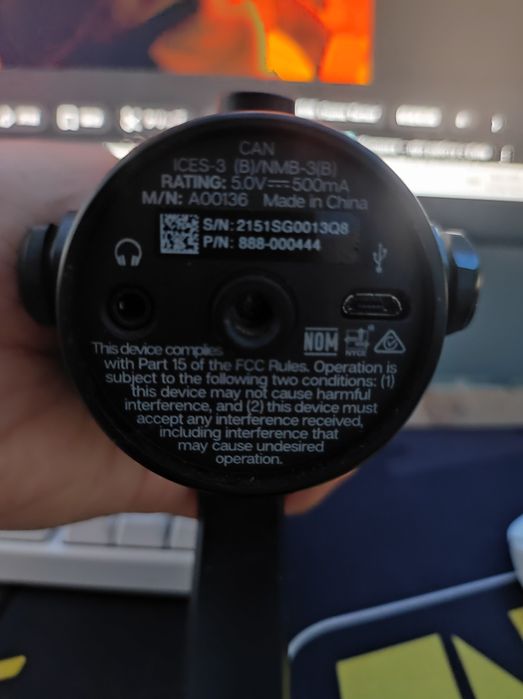 CAN
ICES-3 (B)/NMB-3(B)
RATING: 5.0V⎓500mA
M/N: A00136 Made in China
S/N: 2151SG0013Q8
P/N: 888-000444
NOM
NYCE
This device complies
with Part 15 of the FCC Rules. Operation is
subject to the following two conditions: (1)
this device may not cause harmful
interference, and (2) this device must
accept any interference received,
including interference that
may cause undesired
operation.